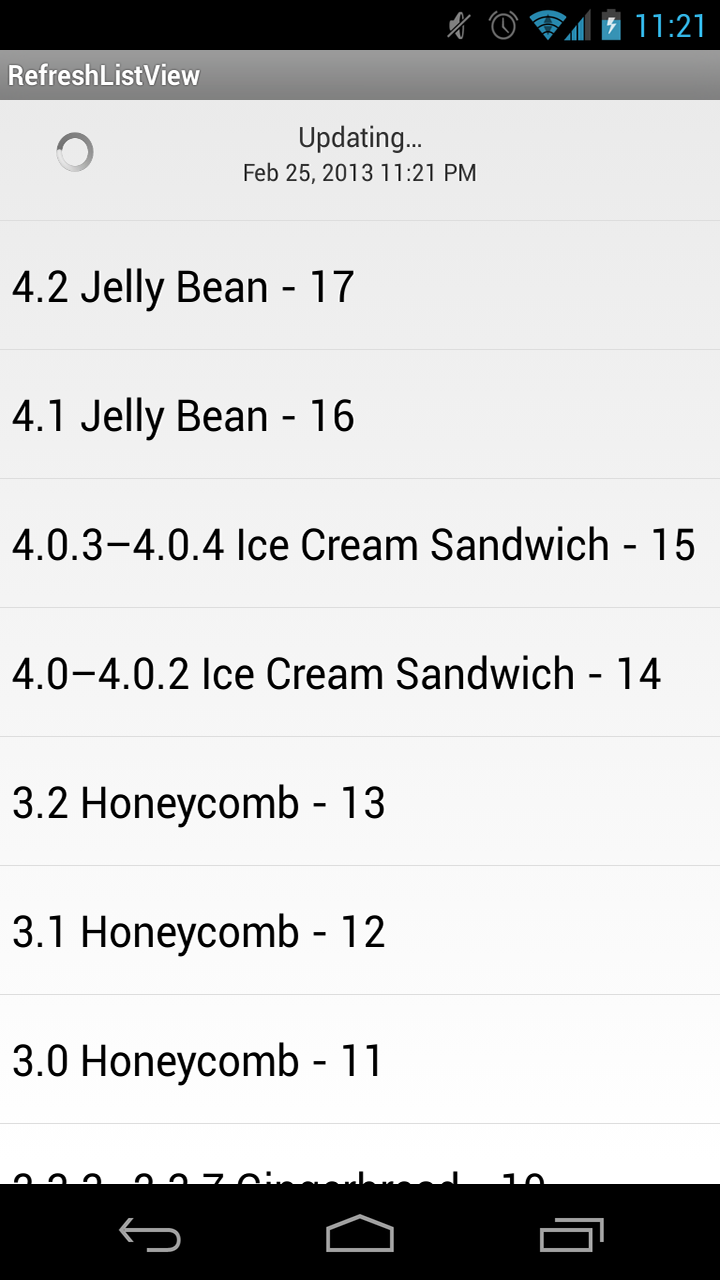 11:21
RefreshListView
Updating...
Feb 25, 2013 11:21 PM
4.2 Jelly Bean - 17
4.1 Jelly Bean - 16
4.0.3–4.0.4 Ice Cream Sandwich - 15
4.0–4.0.2 Ice Cream Sandwich - 14
3.2 Honeycomb - 13
3.1 Honeycomb - 12
3.0 Honeycomb - 11
Gingerbread - 10